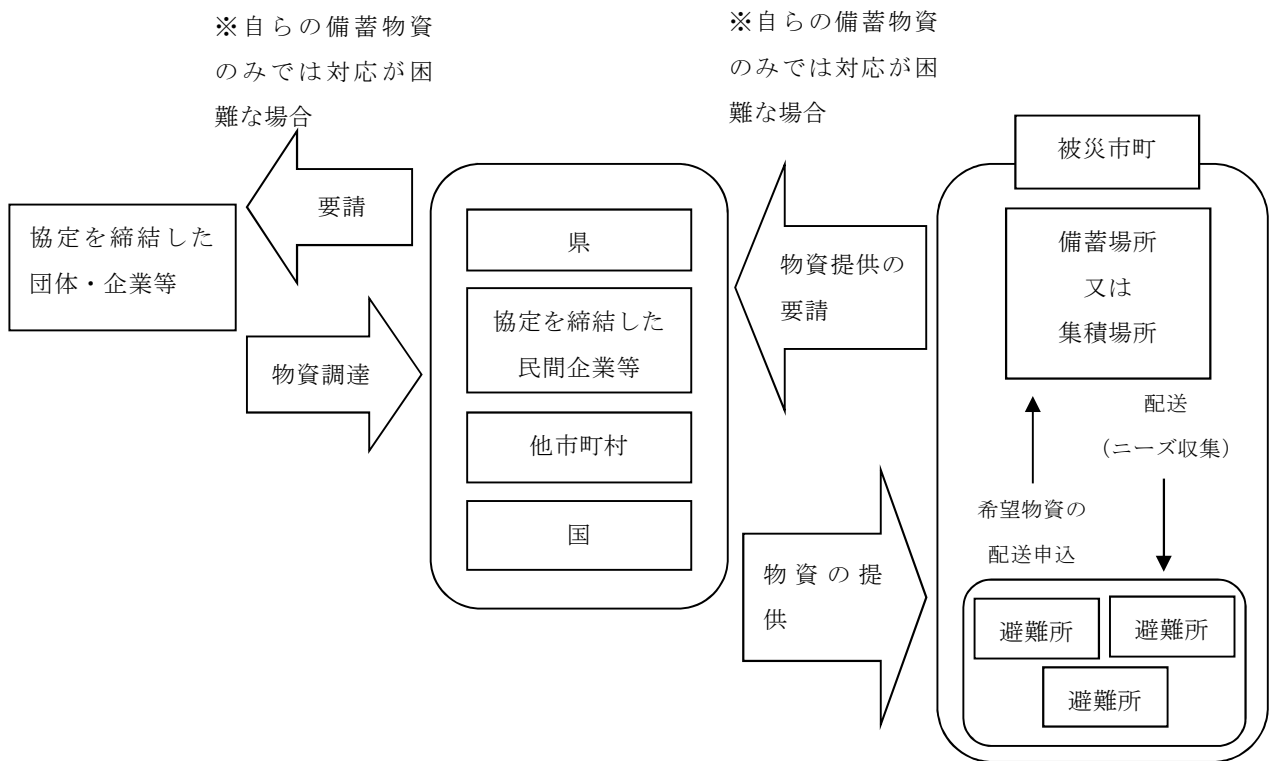 ※自らの備蓄物資
のみでは対応が困
難な場合
※自らの備蓄物資
のみでは対応が困
難な場合
協定を締結した
団体・企業等
要請
物資調達
県
協定を締結した
民間企業等
他市町村
国
物資提供の
要請
物資の提
供
被災市町
備蓄場所
又は
集積場所
配送
（ニーズ収集）
希望物資の
配送申込
避難所
避難所
避難所